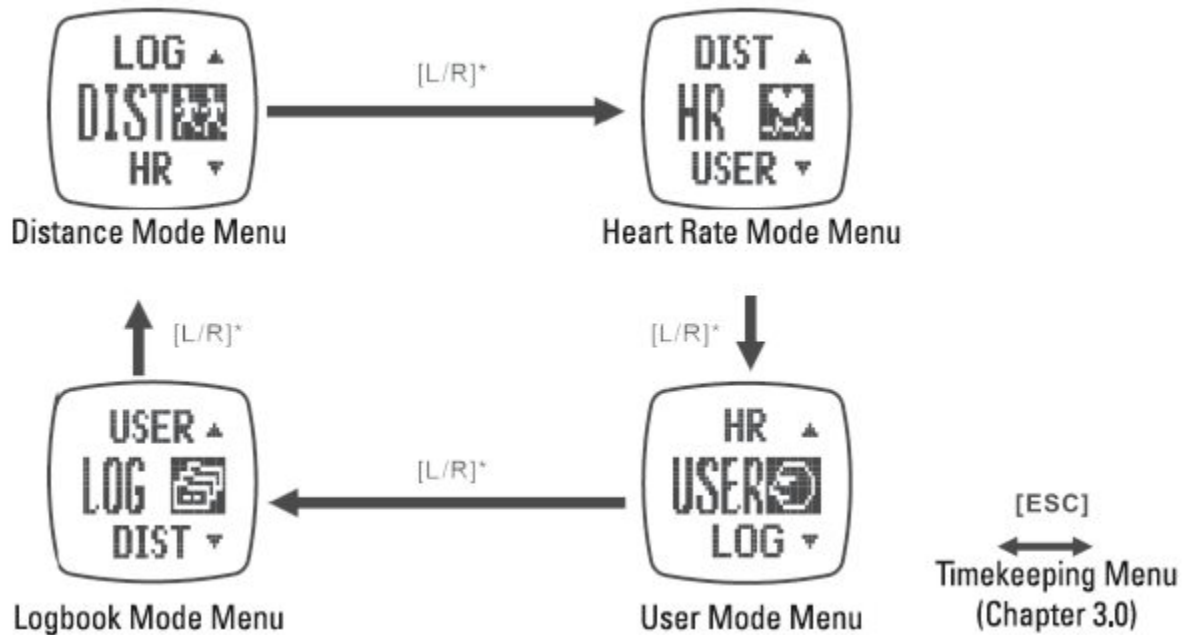 LOG
DIST
HR
[L/R]*
DIST
HR
USER
Distance Mode Menu
Heart Rate Mode Menu
[L/R]*
[L/R]*
USER
LOG
DIST
[L/R]*
HR
USER
LOG
[ESC]
Timekeeping Menu
(Chapter 3.0)
Logbook Mode Menu
User Mode Menu